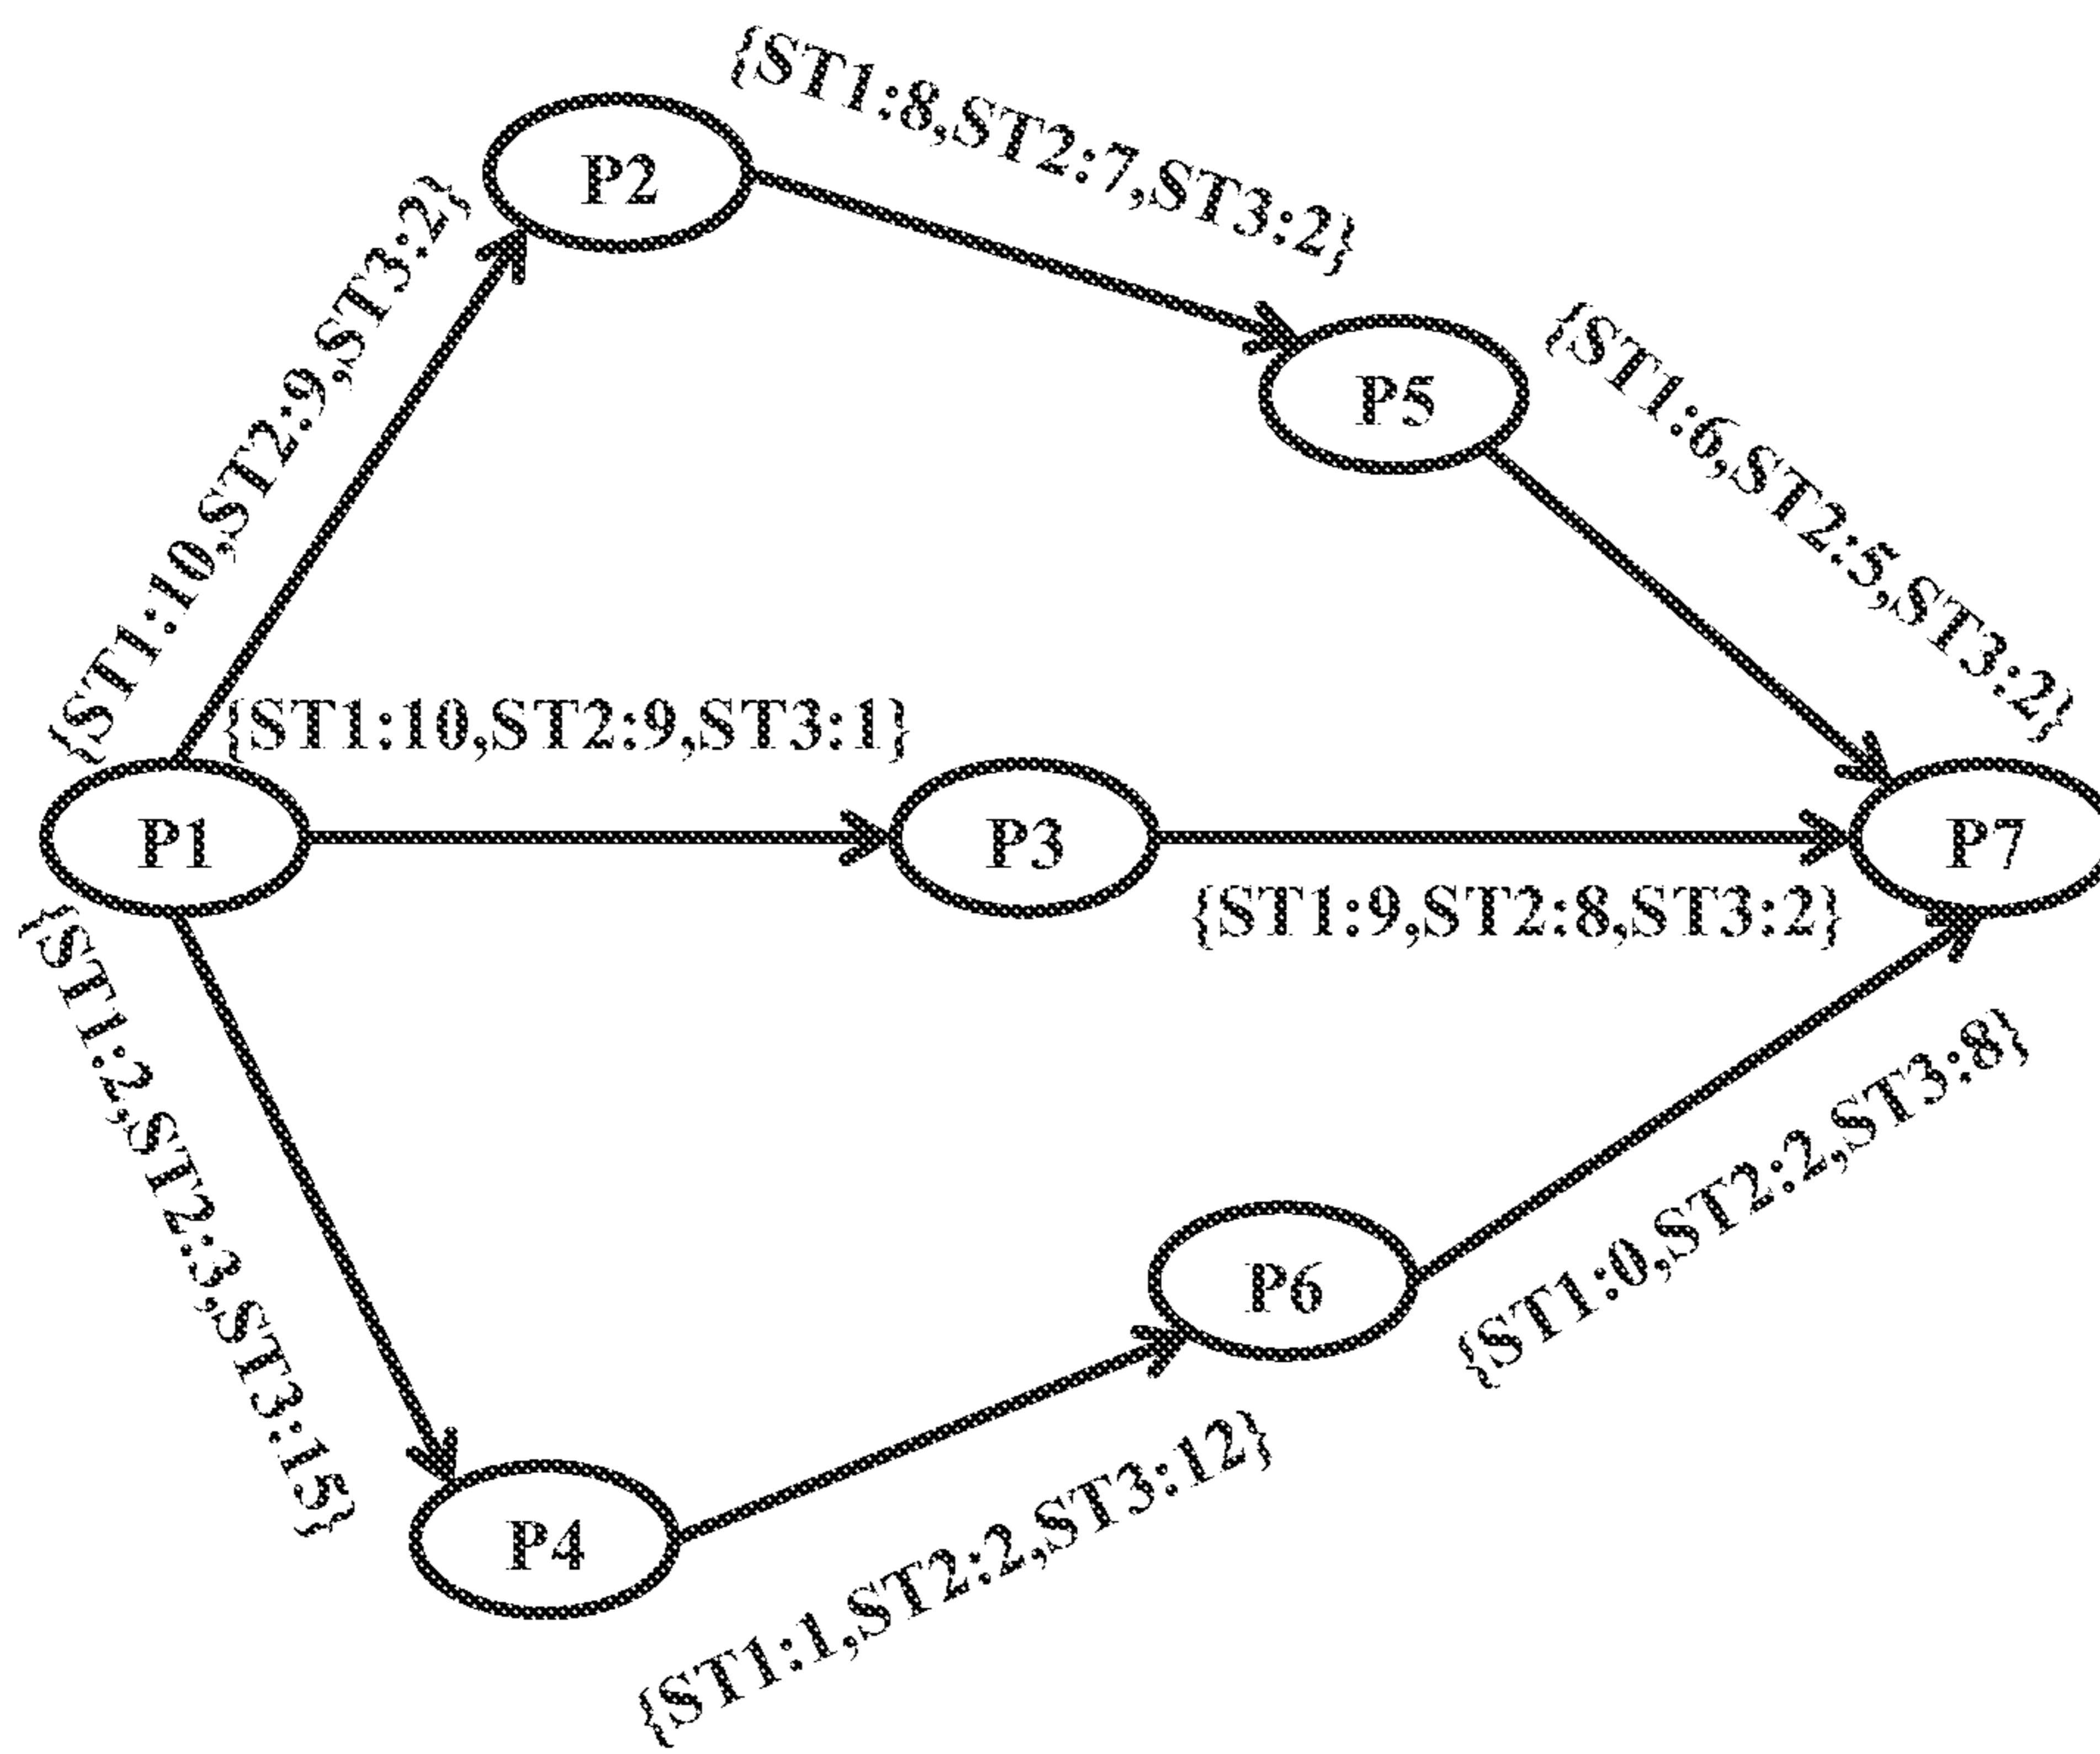 {ST1:8,ST2:7,ST3:2}
P2
{ST1:10,ST2:9,ST3:2}
P5
{ST1:6,ST2:5,ST3:2}
{ST1:10,ST2:9,ST3:1}
P1
P3
P7
{ST1:9,ST2:8,ST3:2}
{ST1:2,ST2:3,ST3:15}
P6
{ST1:0,ST2:2,ST3:8}
P4
{ST1:1,ST2:2,ST3:12}